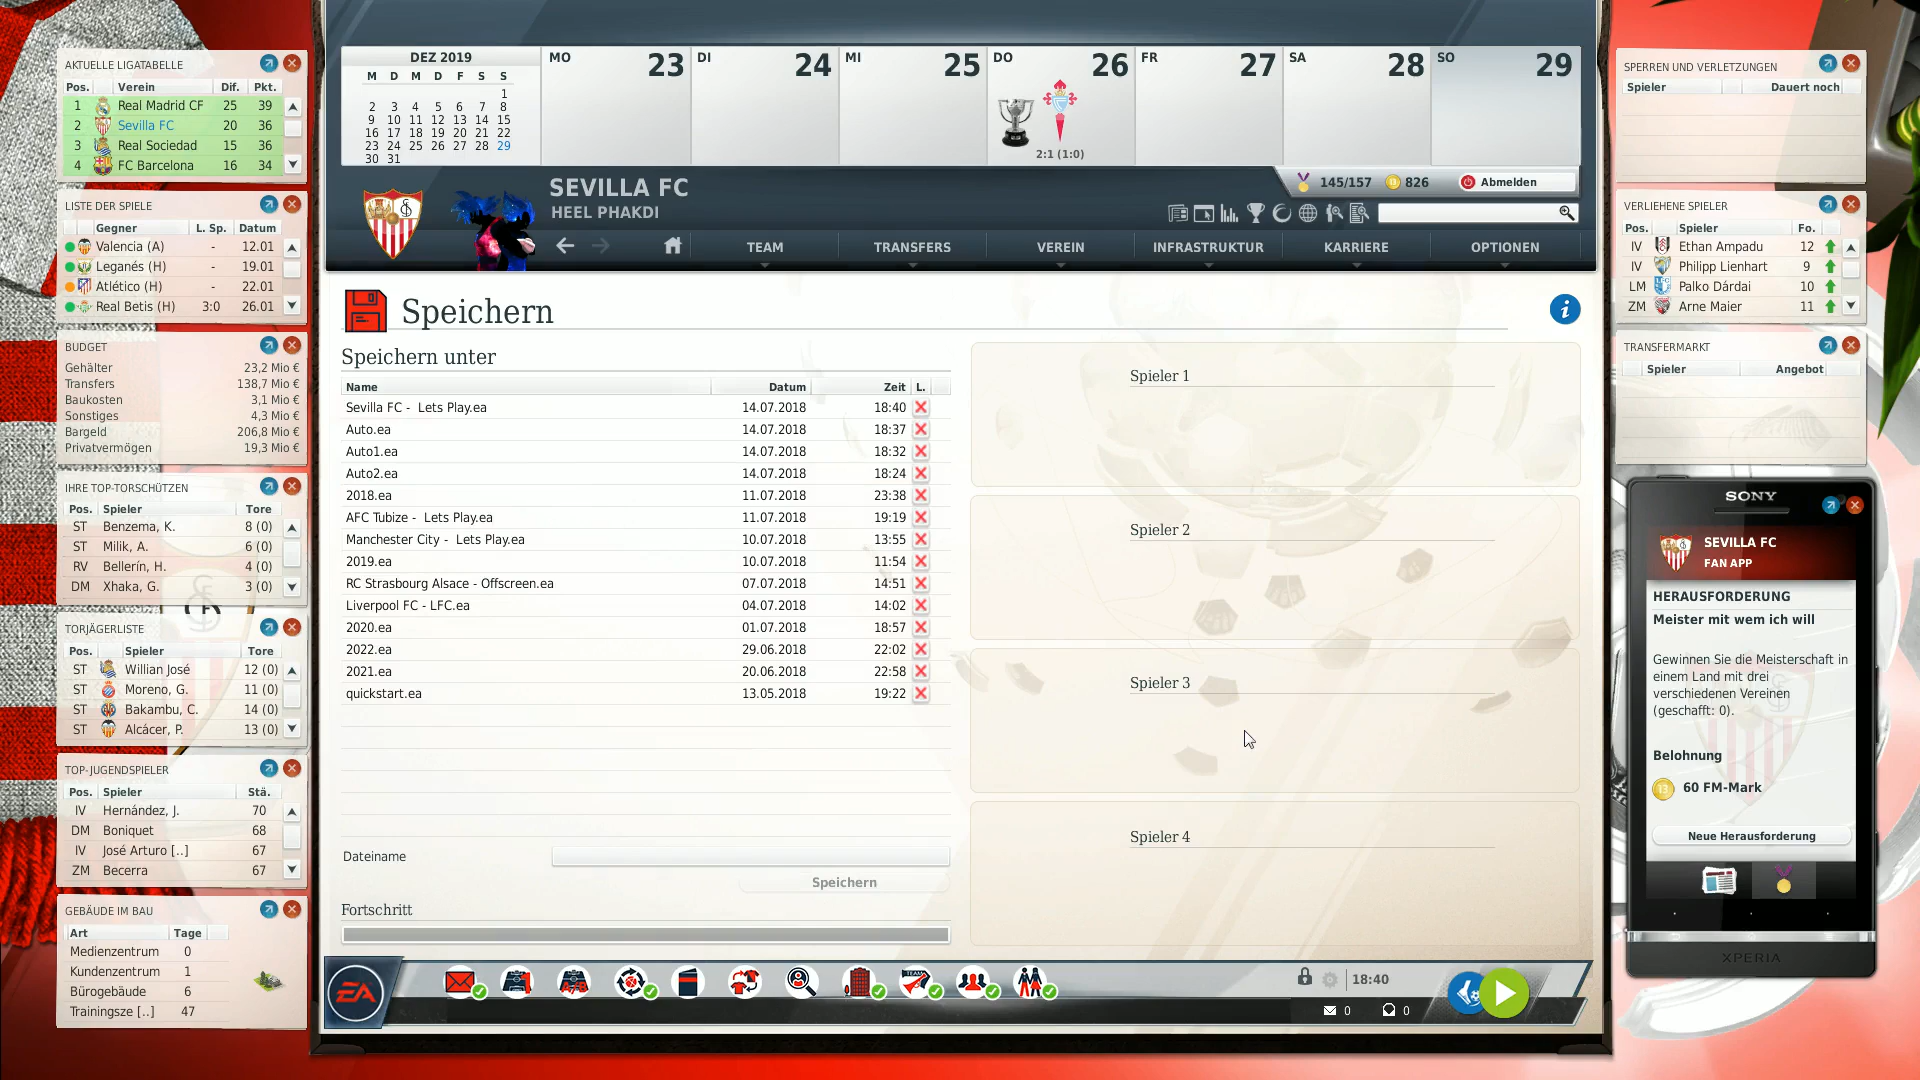 AKTUELLE LIGATABELLE
Pos. Verein Dif. Pkt.
1 Real Madrid CF 25 39
2 Sevilla FC 20 36
3 Real Sociedad 15 36
4 FC Barcelona 16 34
LISTE DER SPIELE
Gegner L. Sp. Datum
Valencia (A) - 12.01
Leganés (H) - 19.01
Atlético (H) - 22.01
Real Betis (H) 3:0 26.01
BUDGET
Gehälter 23,2 Mio €
Transfers 138,7 Mio €
Baukosten 3,1 Mio €
Sonstiges 4,3 Mio €
Bargeld 206,8 Mio €
Privatvermögen 19,3 Mio €
IHRE TOP-TORSCHÜTZEN
Pos. Spieler Tore
ST Benzema, K. 8 (0)
ST Milik, A. 6 (0)
RV Bellerín, H. 4 (0)
DM Xhaka, G. 3 (0)
TORJÄGERLISTE
Pos. Spieler Tore
ST Willian José 12 (0)
ST Moreno, G. 11 (0)
ST Bakambu, C. 14 (0)
ST Alcácer, P. 13 (0)
TOP-JUGENDSPIELER
Pos. Spieler Stä.
IV Hernández, J. 70
DM Boniquet 68
IV José Arturo [..] 67
ZM Becerra 67
GEBÄUDE IM BAU
Art Tage
Medienzentrum 0
Kundenzentrum 1
Bürogebäude 6
Trainingsze [..] 47
DEZ 2019
M D M D F S S
1
2 3 4 5 6 7 8
9 10 11 12 13 14 15
16 17 18 19 20 21 22
23 24 25 26 27 28 29
30 31
MO 23
DI 24
MI 25
DO 26
2:1 (1:0)
FR 27
SA 28
SO 29
SEVILLA FC
HEEL PHAKDI
145/157 826 Abmelden
TEAM TRANSFERS VEREIN INFRASTRUKTUR KARRIERE OPTIONEN
Speichern
Speichern unter
Name Datum Zeit L.
Sevilla FC - Lets Play.ea 14.07.2018 18:40
Auto.ea 14.07.2018 18:37
Auto1.ea 14.07.2018 18:32
Auto2.ea 14.07.2018 18:24
2018.ea 11.07.2018 23:38
AFC Tubize - Lets Play.ea 11.07.2018 19:19
Manchester City - Lets Play.ea 10.07.2018 13:55
2019.ea 10.07.2018 11:54
RC Strasbourg Alsace - Offscreen.ea 07.07.2018 14:51
Liverpool FC - LFC.ea 04.07.2018 14:02
2020.ea 01.07.2018 18:57
2022.ea 29.06.2018 22:02
2021.ea 20.06.2018 22:58
quickstart.ea 13.05.2018 19:22
Dateiname
Speichern
Fortschritt
Spieler 1
Spieler 2
Spieler 3
Spieler 4
EA
A/B
18:40
0 0
SPERREN UND VERLETZUNGEN
Spieler Dauert noch
VERLIEHENE SPIELER
Pos. Spieler Fo.
IV Ethan Ampadu 12
IV Philipp Lienhart 9
LM Palko Dárdai 10
ZM Arne Maier 11
TRANSFERMARKT
Spieler Angebot
SONY
SEVILLA FC
FAN APP
HERAUSFORDERUNG
Meister mit wem ich will
Gewinnen Sie die Meisterschaft in
einem Land mit drei
verschiedenen Vereinen
(geschafft: 0).
Belohnung
13 60 FM-Mark
Neue Herausforderung
XPERIA